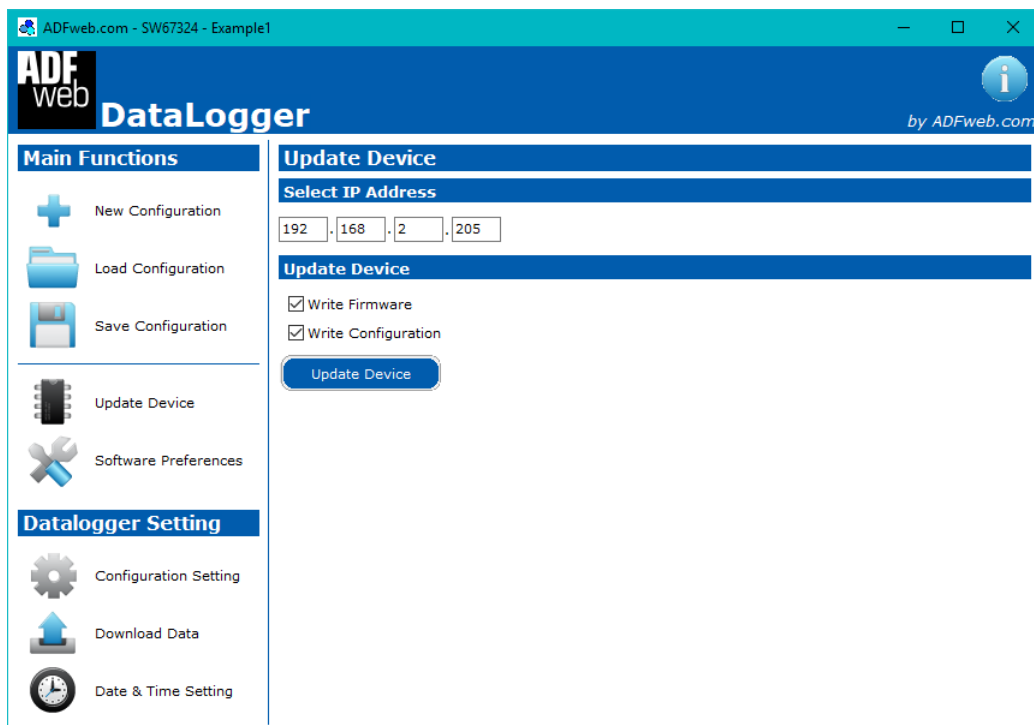 ADFweb.com - SW67324 - Example1
ADF
web
DataLogger
i
by ADFweb.com
Main Functions
New Configuration
Load Configuration
Save Configuration
Update Device
Software Preferences
Datalogger Setting
Configuration Setting
Download Data
Date & Time Setting
Update Device
Select IP Address
192 . 168 . 2 . 205
Update Device
Write Firmware
Write Configuration
Update Device